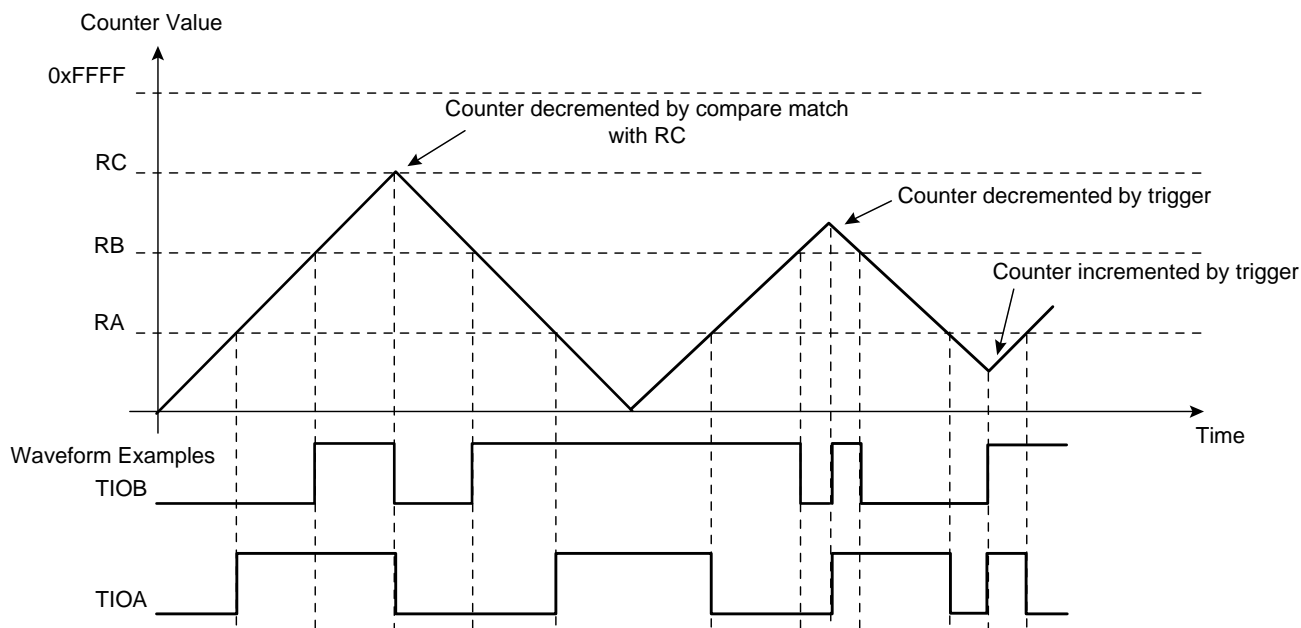 Counter Value
0xFFFF
Counter decremented by compare match
with RC
RC
Counter decremented by trigger
RB
Counter incremented by trigger
RA
Time
Waveform Examples
TIOB
TIOA